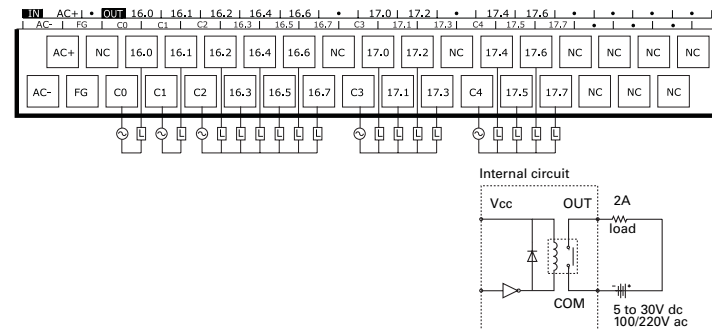 IN AC+ • OUT 16.0 16.1 16.2 16.4 16.6 • 17.0 17.2 • 17.4 17.6 • • •
AC- FG C0 C1 C2 16.3 16.5 16.7 C3 17.1 17.3 C4 17.5 17.7 • • •
AC+ NC 16.0 16.1 16.2 16.4 16.6 NC 17.0 17.2 NC 17.4 17.6 NC NC NC
AC- FG C0 C1 C2 16.3 16.5 16.7 C3 17.1 17.3 C4 17.5 17.7 NC NC NC
L L L L L L L L L L L L L L L L
Internal circuit
Vcc OUT 2A
load
COM
5 to 30V dc
100/220V ac